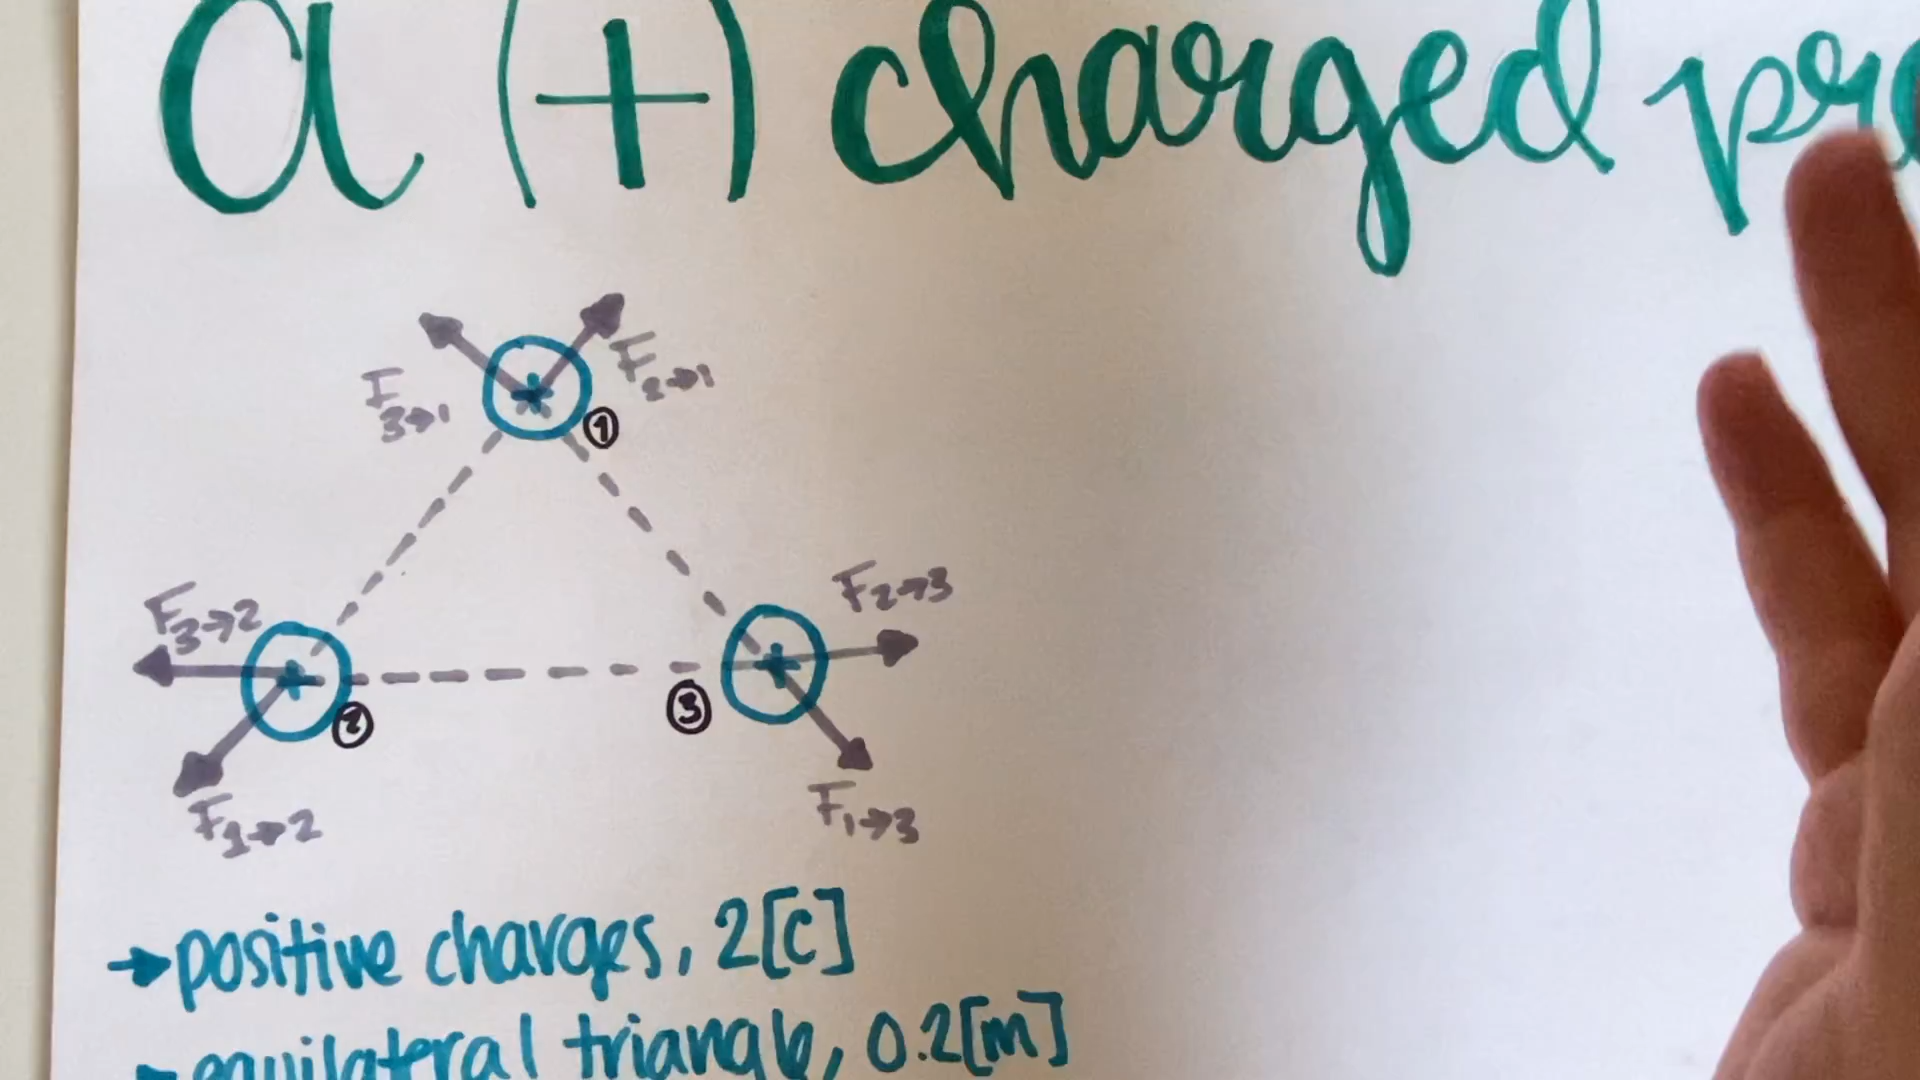 a (+) charged pro
F2→1
F3→1
1
F2→3
F3→2
3
2
F1→3
F1→2
→positive charges, 2[C]
equilateral triangle, 0.2[m]